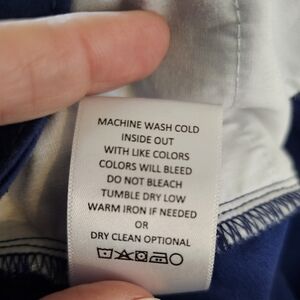 MACHINE WASH COLD
INSIDE OUT
WITH LIKE COLORS
COLORS WILL BLEED
DO NOT BLEACH
TUMBLE DRY LOW
WARM IRON IF NEEDED
OR
DRY CLEAN OPTIONAL